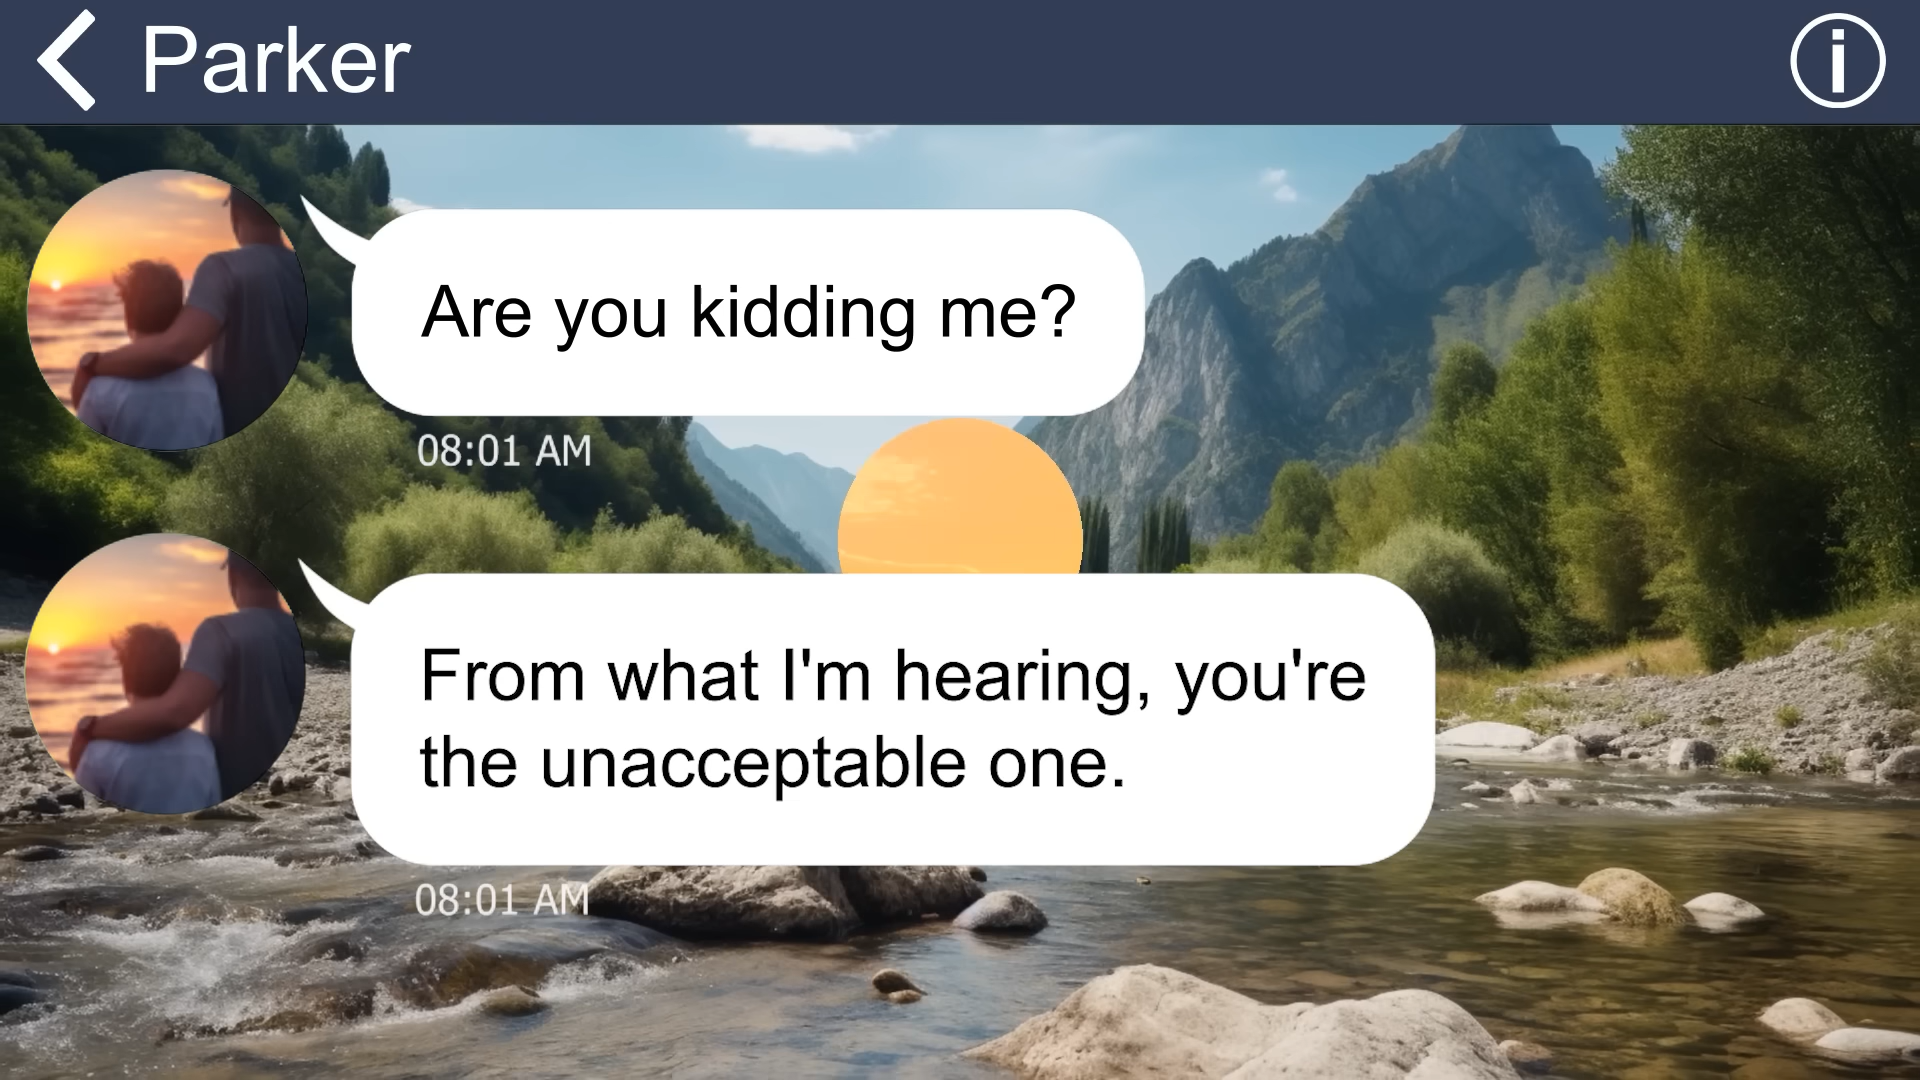 Parker
Are you kidding me?
08:01 AM
From what I'm hearing, you're
the unacceptable one.
08:01 AM